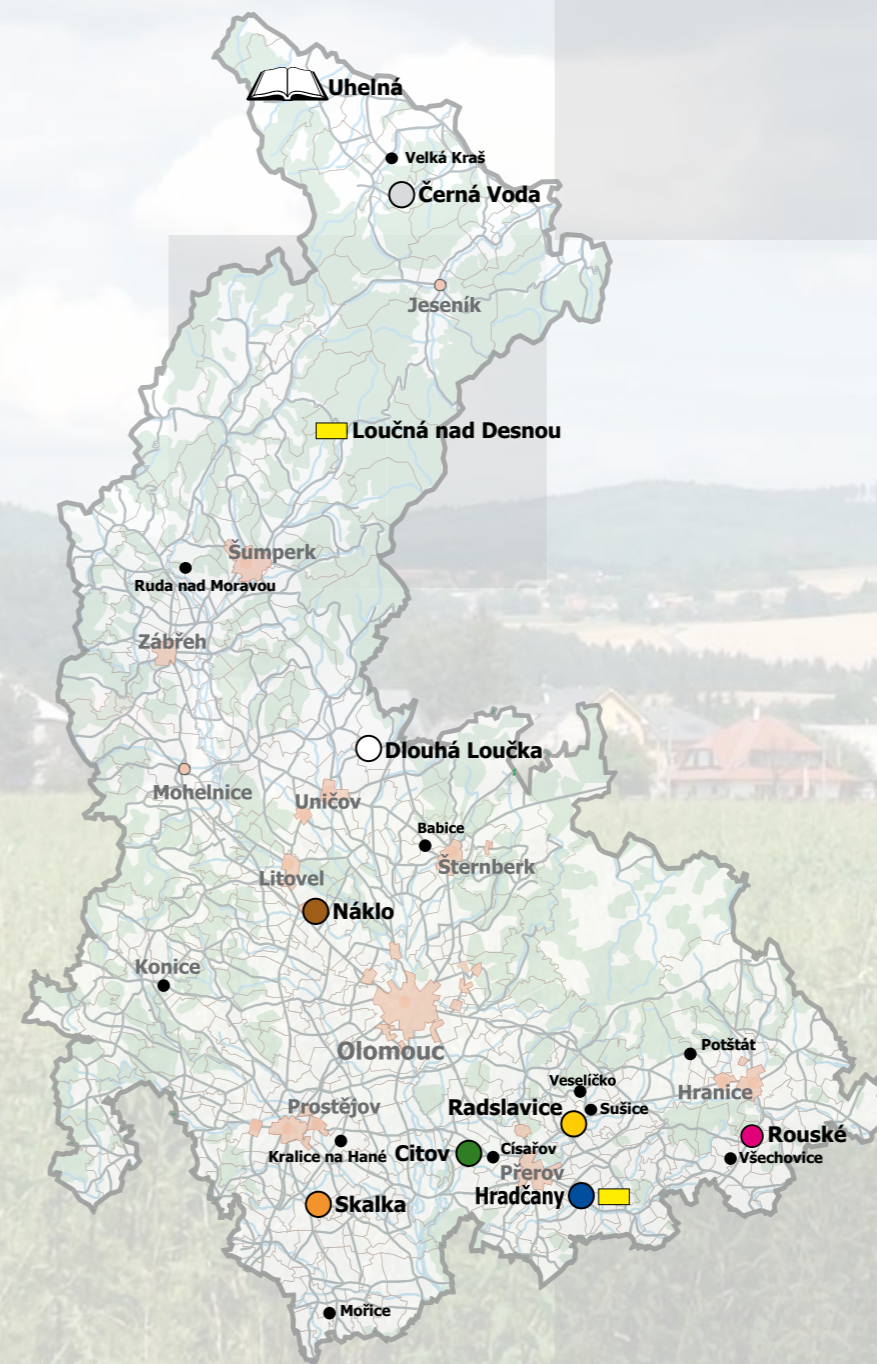 Uhelná
Velká Kraš
Černá Voda
Jeseník
Loučná nad Desnou
Šumperk
Ruda nad Moravou
Zábřeh
Dlouhá Loučka
Mohelnice
Uničov
Babice
Šternberk
Litovel
Náklo
Konice
Olomouc
Potštát
Veselíčko
Hranice
Radslavice
Sušice
Prostějov
Rouské
Kralice na Hané
Citov
Císařov
Všechovice
Přerov
Hradčany
Skalka
Mořice